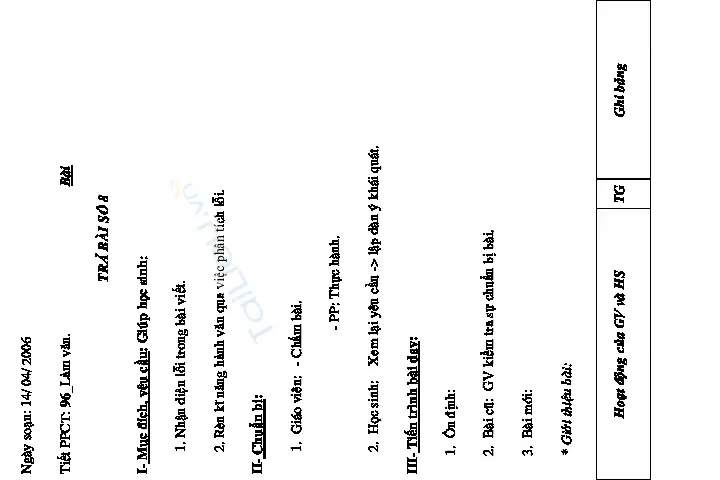 Ngày soạn: 14/ 04/ 2006
Tiết PPCT: 96_ Làm văn. Bài
TRẢ BÀI SỐ 8
I- Mục đích, yêu cầu: Giúp học sinh:
1. Nhận diện lỗi trong bài viết.
2. Rèn kĩ năng hành văn qua việc phân tích lỗi.
II- Chuẩn bị:
1. Giáo viên: - Chấm bài.
- PP: Thực hành.
2. Học sinh: Xem lại yêu cầu -> lập dàn ý khái quát.
III- Tiến trình bài dạy:
1. Ổn định:
2. Bài cũ: GV kiểm tra sự chuẩn bị bài.
3. Bài mới:
* Giới thiệu bài:
Hoạt động của GV và HS TG Ghi bảng
TaiLieu.vn